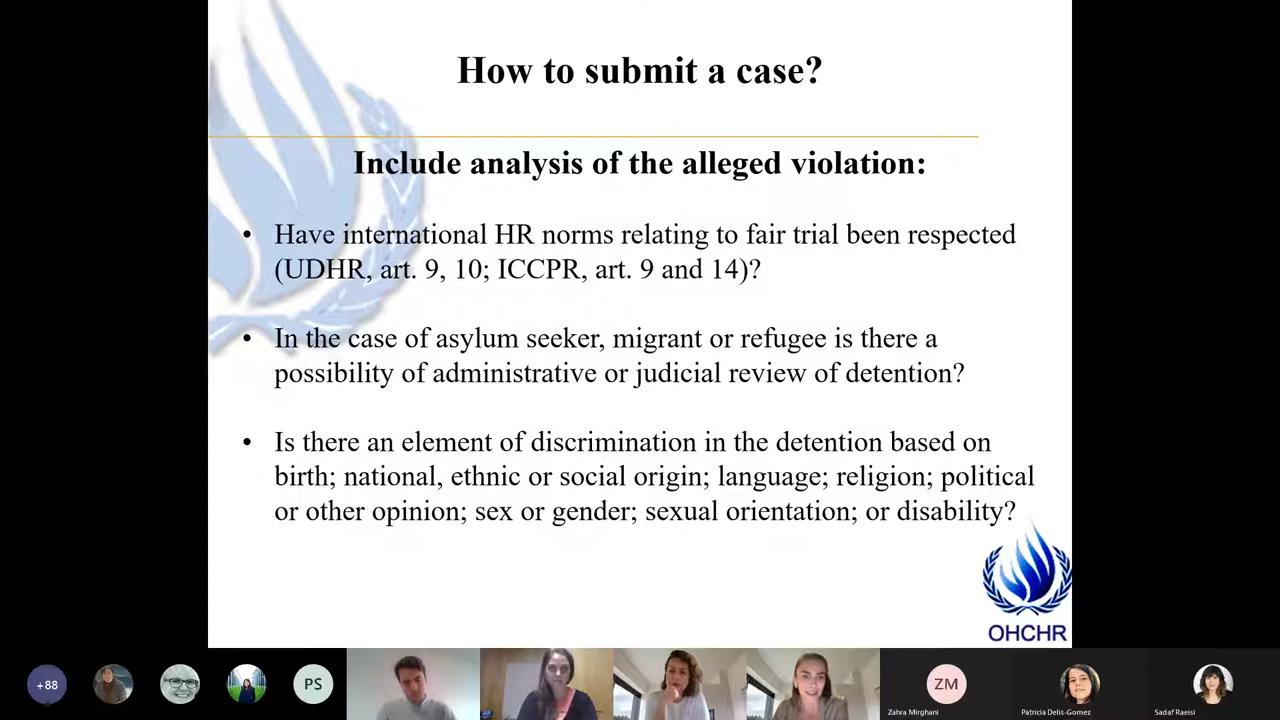 How to submit a case?
Include analysis of the alleged violation:
• Have international HR norms relating to fair trial been respected
(UDHR, art. 9, 10; ICCPR, art. 9 and 14)?
• In the case of asylum seeker, migrant or refugee is there a
possibility of administrative or judicial review of detention?
• Is there an element of discrimination in the detention based on
birth; national, ethnic or social origin; language; religion; political
or other opinion; sex or gender; sexual orientation; or disability?
OHCHR
+88
PS
ZM
Zahra Mirghani
Patricia Delis-Gomez
Sadaf Raeisi